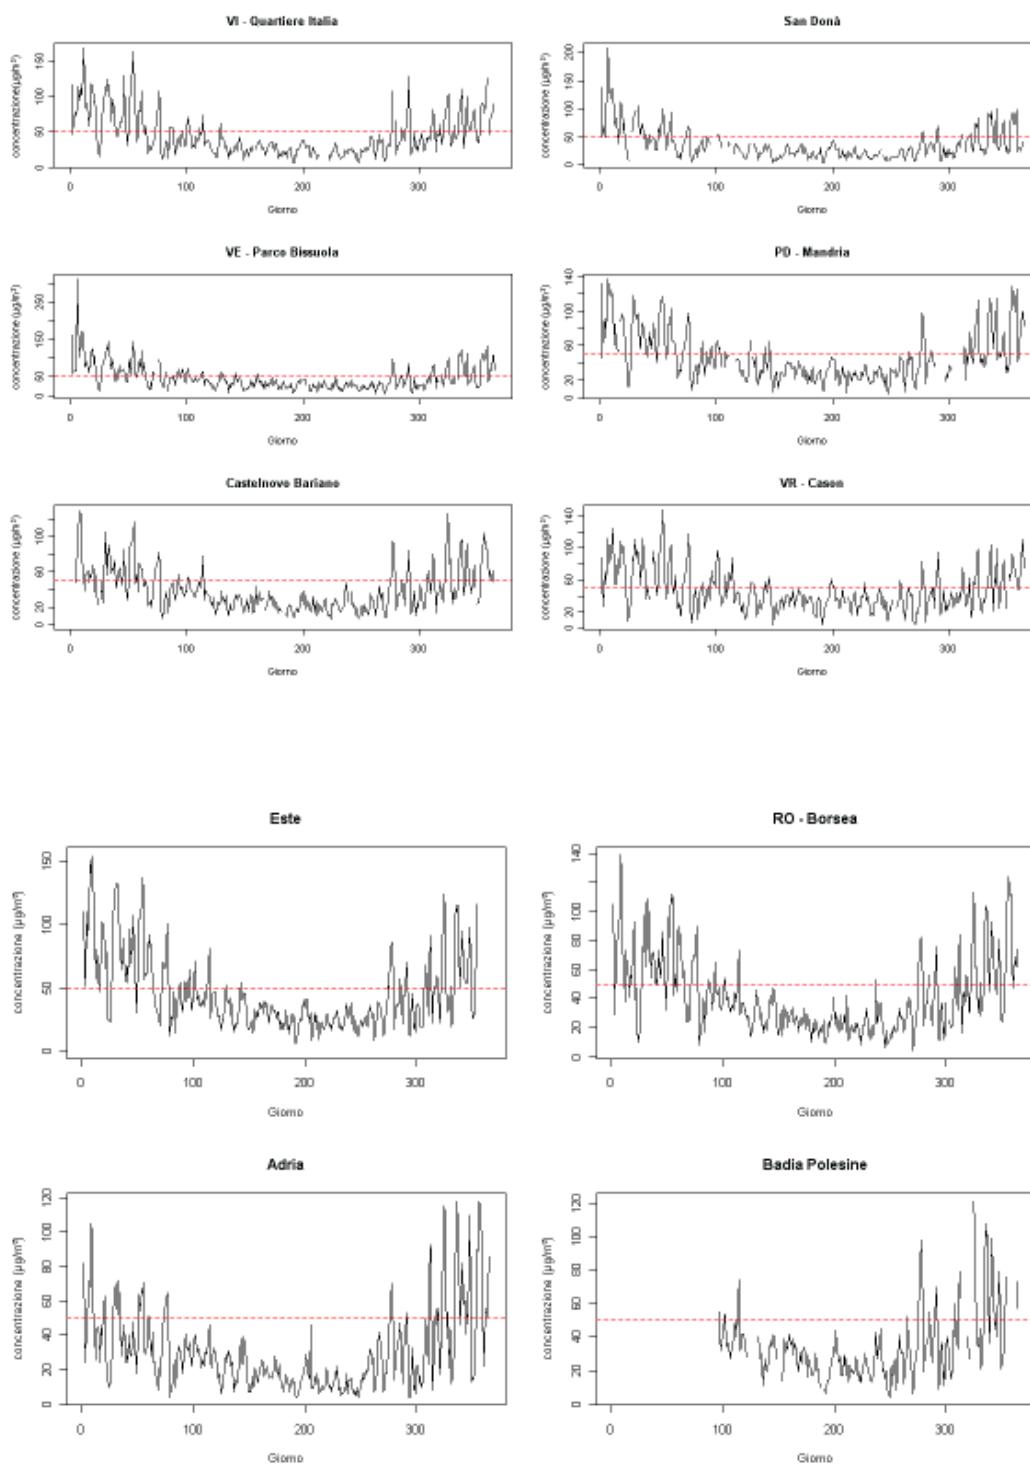 VI - Quartiere Italia
San Donà
concentrazione(µg/m³)
0 50 100 150
0 100 200 300
Giorno
concentrazione (µg/m³)
0 50 100 150 200
0 100 200 300
Giorno
VE - Parco Bissuola
PD - Mandria
concentrazione (µg/m³)
0 50 150 250
0 100 200 300
Giorno
concentrazione (µg/m³)
0 20 60 100 140
0 100 200 300
Giorno
Castelnovo Bariano
VR - Cason
concentrazione (µg/m³)
0 20 60 100
0 100 200 300
Giorno
concentrazione (µg/m³)
0 20 60 100 140
0 100 200 300
Giorno
Este
RO - Borsea
concentrazione (µg/m³)
0 50 100 150
0 100 200 300
Giorno
concentrazione (µg/m³)
0 20 40 60 80 100 140
0 100 200 300
Giorno
Adria
Badia Polesine
concentrazione (µg/m³)
0 20 40 60 80 100 120
0 100 200 300
Giorno
concentrazione (µg/m³)
0 20 40 60 80 100 120
0 100 200 300
Giorno